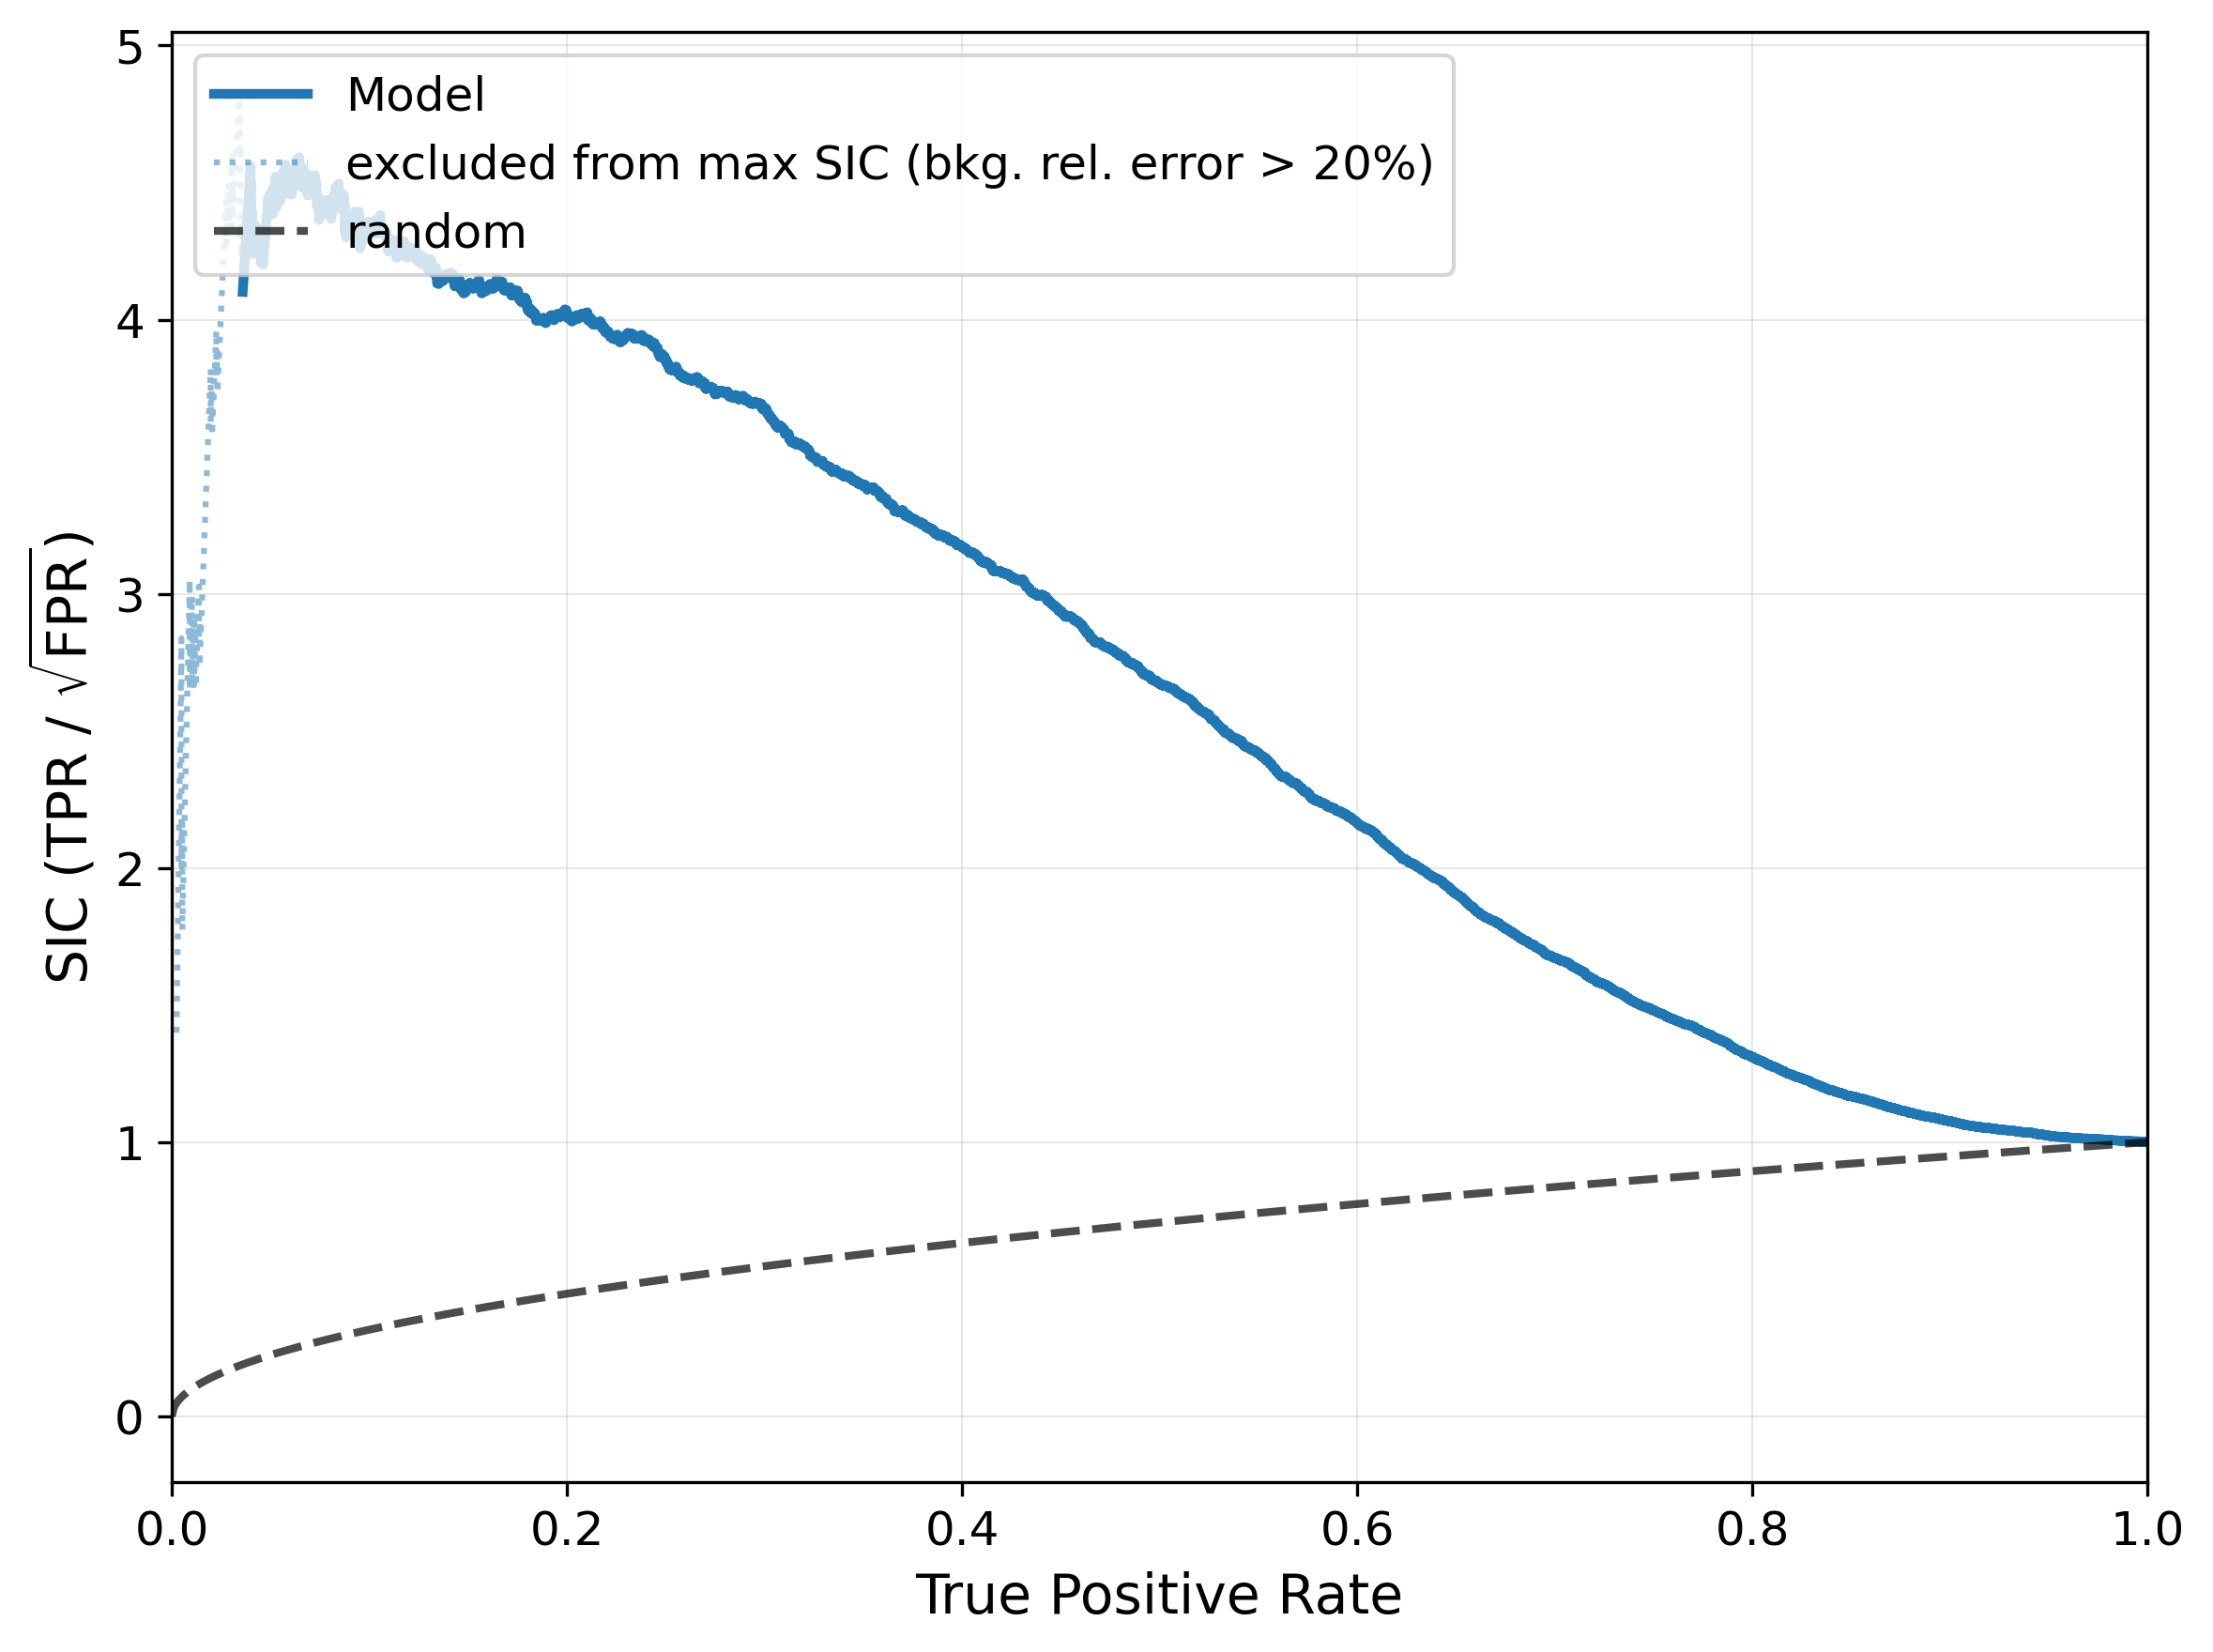 5
4
3
2
1
0
SIC (TPR / √FPR)
Model
excluded from max SIC (bkg. rel. error > 20%)
random
0.0 0.2 0.4 0.6 0.8 1.0
True Positive Rate